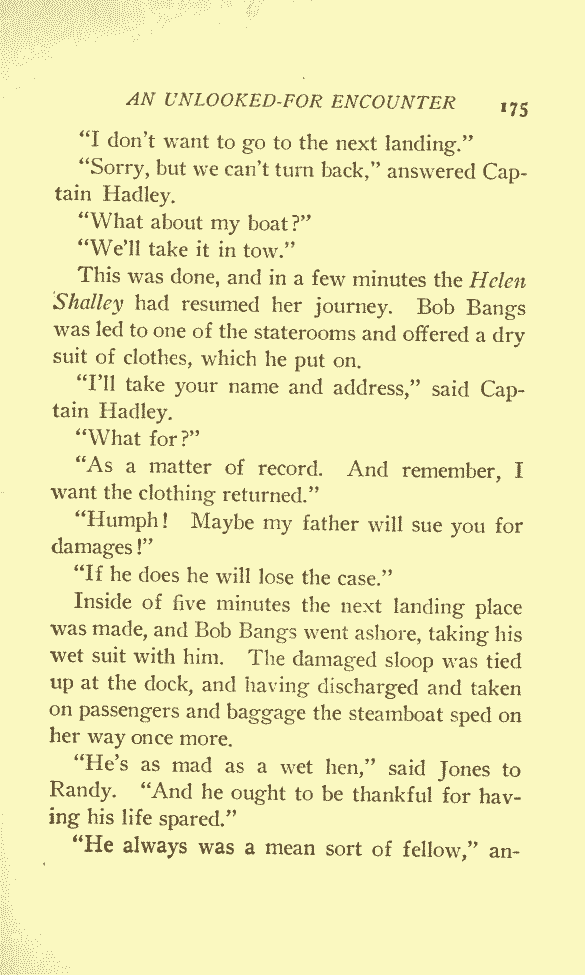 AN UNLOOKED-FOR ENCOUNTER 175
“I don’t want to go to the next landing.”
“Sorry, but we can’t turn back,” answered Cap-
tain Hadley.
“What about my boat?”
“We’ll take it in tow.”
This was done, and in a few minutes the Helen
Shalley had resumed her journey. Bob Bangs
was led to one of the staterooms and offered a dry
suit of clothes, which he put on.
“I’ll take your name and address,” said Cap-
tain Hadley.
“What for?”
“As a matter of record. And remember, I
want the clothing returned.”
“Humph! Maybe my father will sue you for
damages!”
“If he does he will lose the case.”
Inside of five minutes the next landing place
was made, and Bob Bangs went ashore, taking his
wet suit with him. The damaged sloop was tied
up at the dock, and having discharged and taken
on passengers and baggage the steamboat sped on
her way once more.
“He’s as mad as a wet hen,” said Jones to
Randy. “And he ought to be thankful for hav-
ing his life spared.”
“He always was a mean sort of fellow,” an-